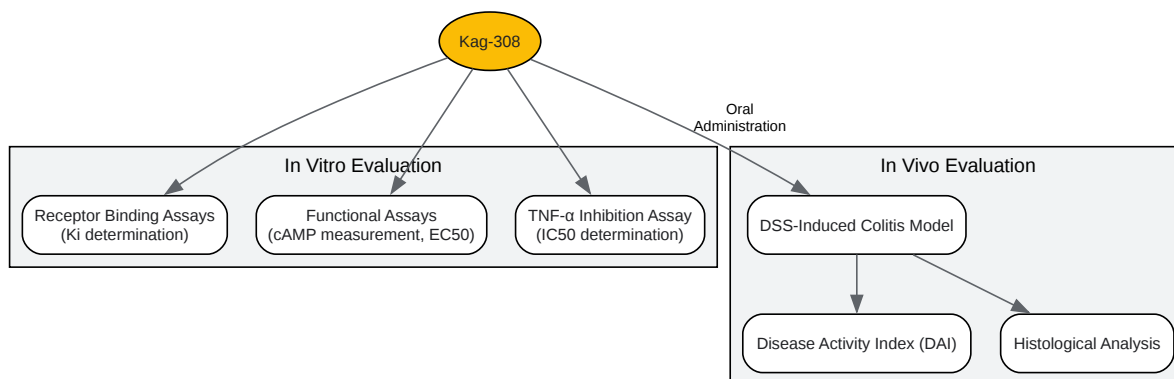 Kag-308
Oral
Administration
In Vitro Evaluation
In Vivo Evaluation
Receptor Binding Assays
(Ki determination)
Functional Assays
(cAMP measurement, EC50)
TNF-α Inhibition Assay
(IC50 determination)
DSS-Induced Colitis Model
Disease Activity Index (DAI)
Histological Analysis